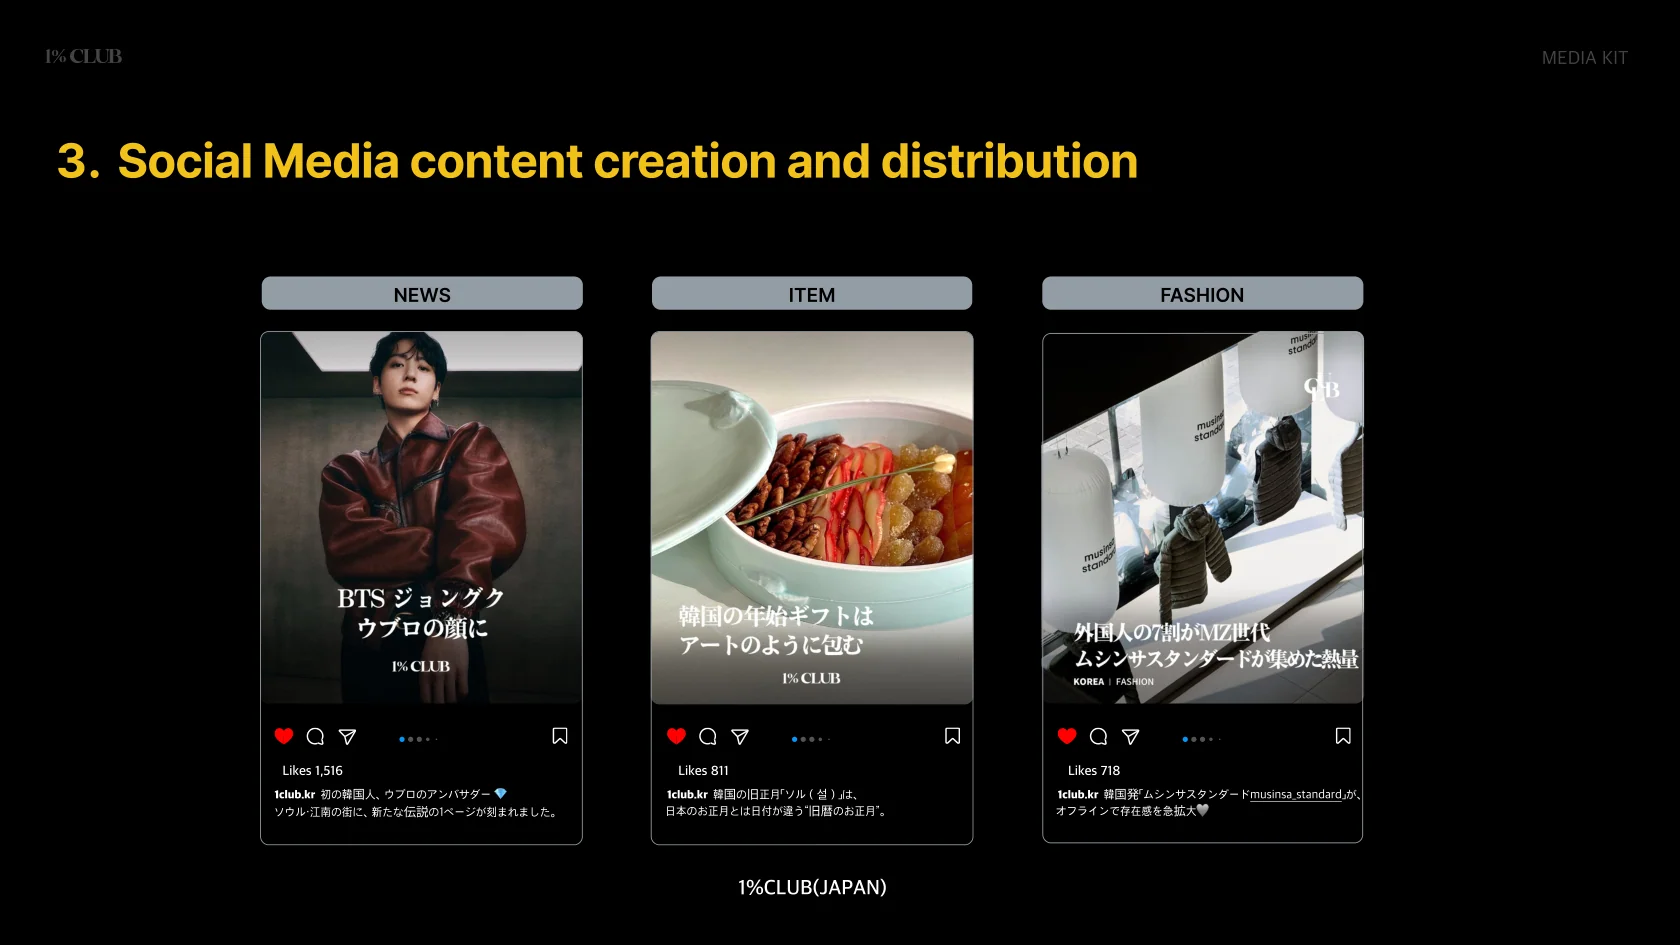 1% CLUB
MEDIA KIT
3. Social Media content creation and distribution
NEWS
BTS ジョングク
ウブロの顔に
1% CLUB
Likes 1,516
1club.kr 初の韓国人、ウブロのアンバサダー 💎
ソウル·江南の街に、新たな伝説の1ページが刻まれました。
ITEM
韓国の年始ギフトは
アートのように包む
1% CLUB
Likes 811
1club.kr 韓国の旧正月「ソル ( 설 ) 」は、
日本のお正月とは日付が違う“旧暦のお正月”。
FASHION
musinsa
standard
musinsa
standard
外国人の7割がMZ世代
ムシンサスタンダードが集めた熱量
KOREA | FASHION
Likes 718
1club.kr 韓国発「ムシンサスタンダードmusinsa_standard」が、
オフラインで存在感を急拡大🩶
1%CLUB(JAPAN)